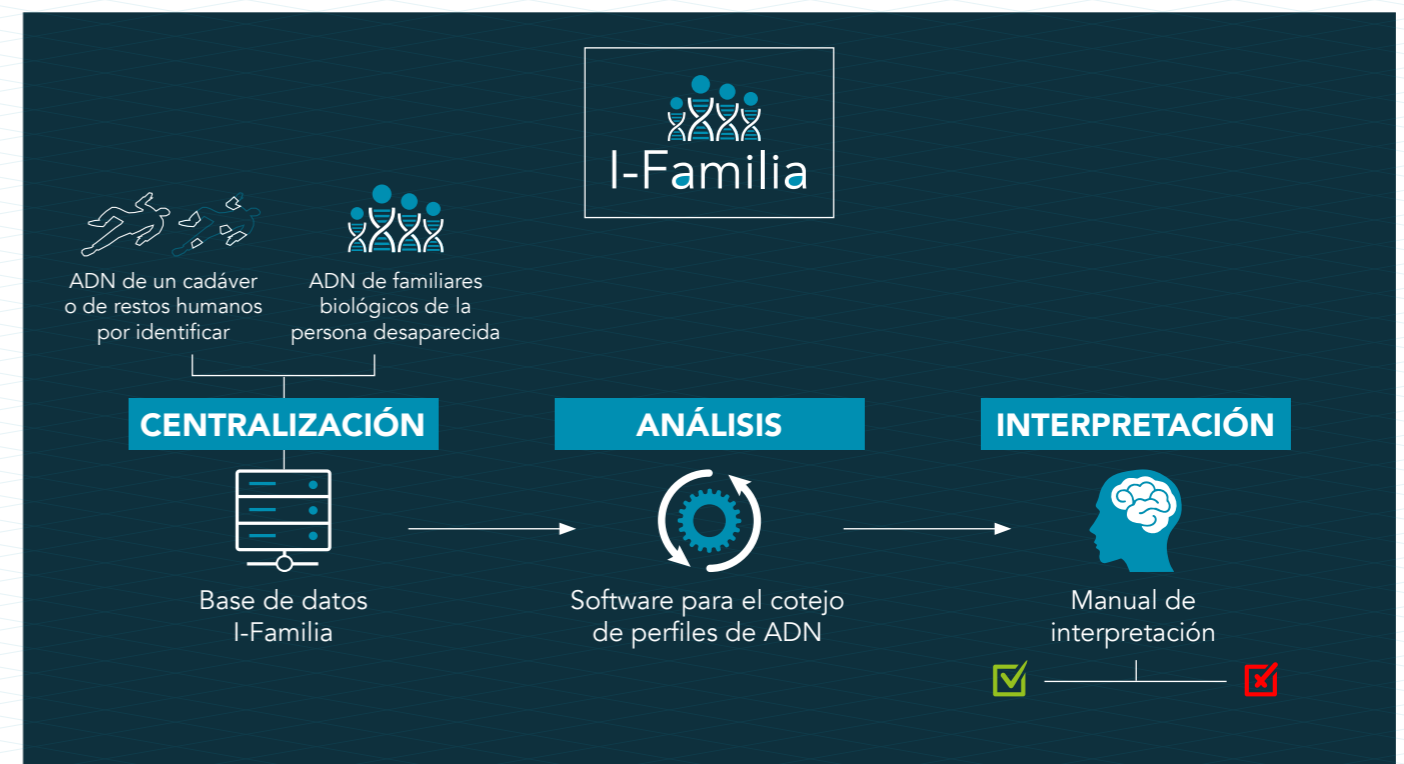 I-Familia
ADN de un cadáver
o de restos humanos
por identificar
ADN de familiares
biológicos de la
persona desaparecida
CENTRALIZACIÓN
ANÁLISIS
INTERPRETACIÓN
Base de datos
I-Familia
Software para el cotejo
de perfiles de ADN
Manual de
interpretación